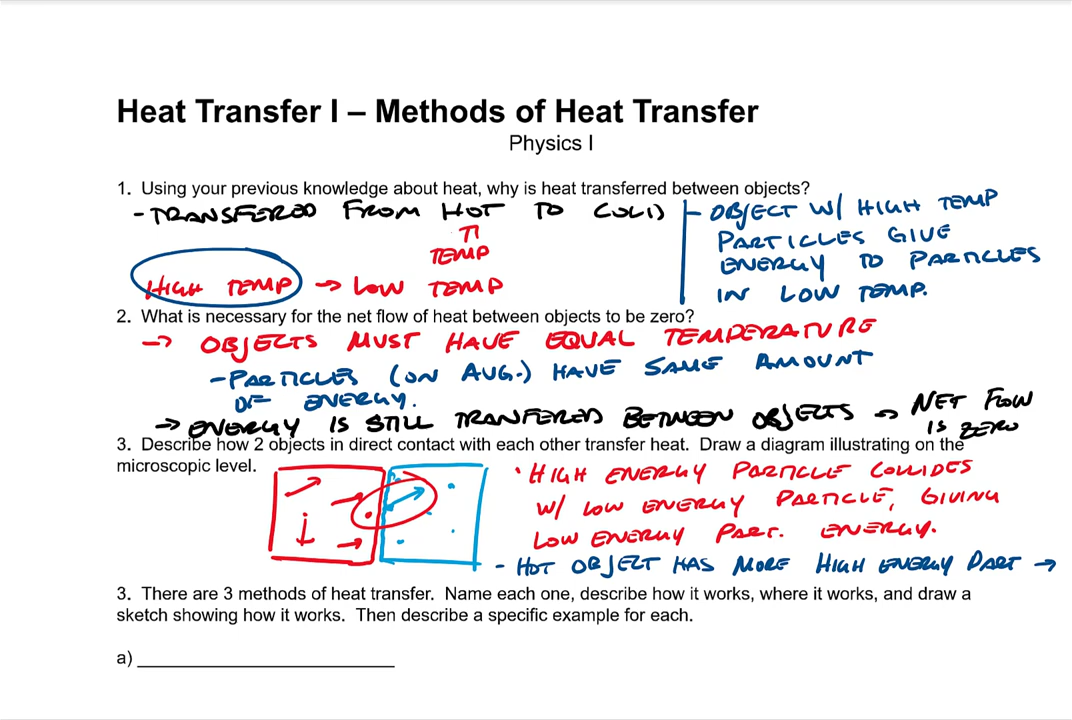 Heat Transfer I – Methods of Heat Transfer
Physics I
1. Using your previous knowledge about heat, why is heat transferred between objects?
- TRANSFERED FROM HOT TO COLD
TEMP
HIGH TEMP → LOW TEMP
- OBJECT W/ HIGH TEMP
PARTICLES GIVE
ENERGY TO PARTICLES
IN LOW TEMP.
2. What is necessary for the net flow of heat between objects to be zero?
→ OBJECTS MUST HAVE EQUAL TEMPERATURE
- PARTICLES (ON AVG.) HAVE SAME AMOUNT
OF ENERGY.
→ ENERGY IS STILL TRANSFERED BETWEEN OBJECTS → NET FLOW
IS ZERO
3. Describe how 2 objects in direct contact with each other transfer heat. Draw a diagram illustrating on the
microscopic level.
· HIGH ENERGY PARTICLE COLLIDES
W/ LOW ENERGY PARTICLE, GIVING
LOW ENERGY PART. ENERGY.
- HOT OBJECT HAS MORE HIGH ENERGY PART →
3. There are 3 methods of heat transfer. Name each one, describe how it works, where it works, and draw a
sketch showing how it works. Then describe a specific example for each.
a) ___________________________